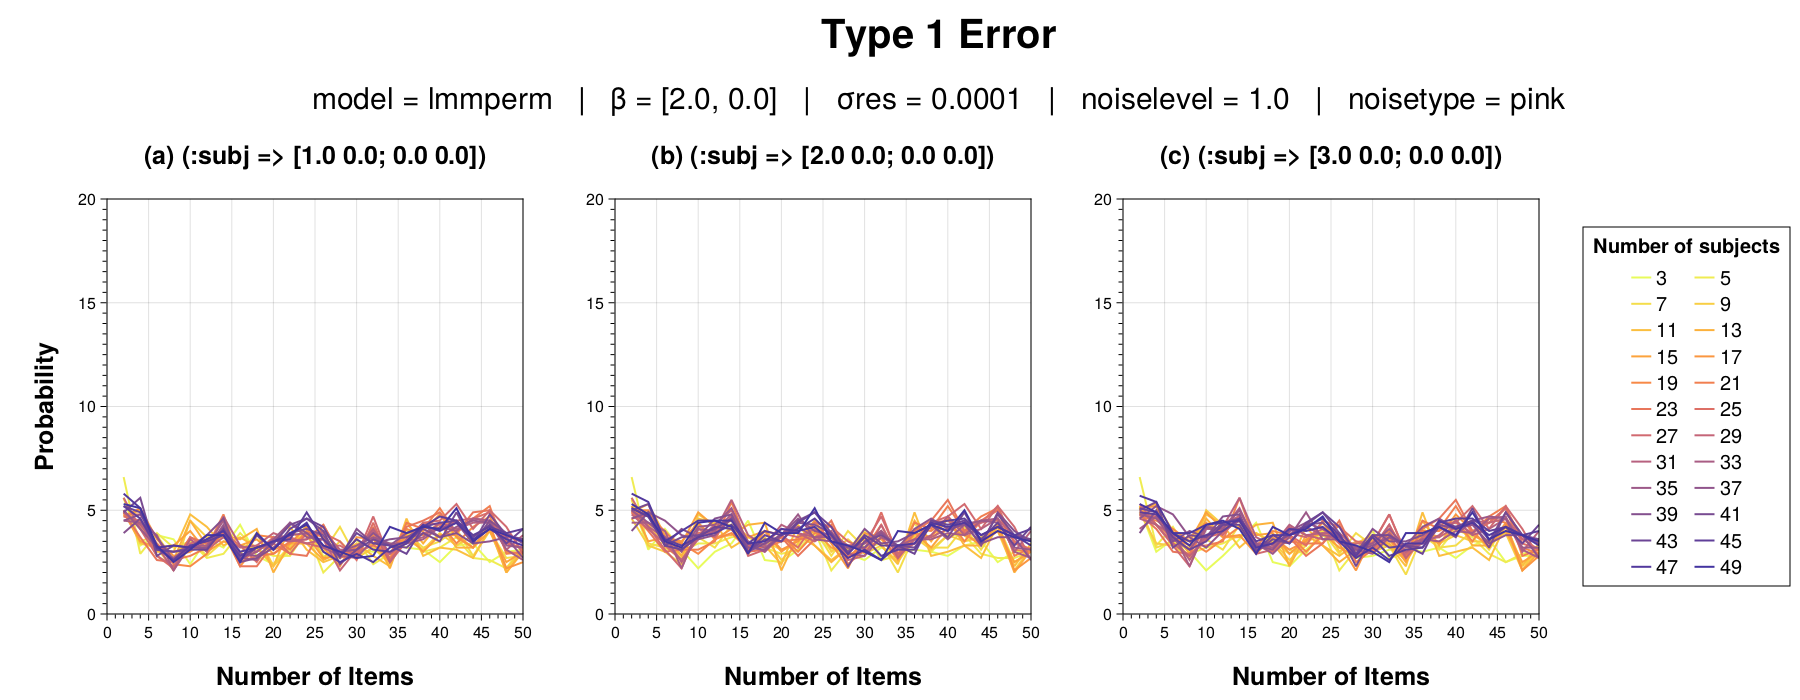 Type 1 Error
model = lmmperm | β = [2.0, 0.0] | σres = 0.0001 | noiselevel = 1.0 | noisetype = pink
(a) (:subj => [1.0 0.0; 0.0 0.0])
(b) (:subj => [2.0 0.0; 0.0 0.0])
(c) (:subj => [3.0 0.0; 0.0 0.0])
Probability
20
15
10
5
0
0 5 10 15 20 25 30 35 40 45 50
Number of Items
20
15
10
5
0
0 5 10 15 20 25 30 35 40 45 50
Number of Items
20
15
10
5
0
0 5 10 15 20 25 30 35 40 45 50
Number of Items
Number of subjects
3 5
7 9
11 13
15 17
19 21
23 25
27 29
31 33
35 37
39 41
43 45
47 49